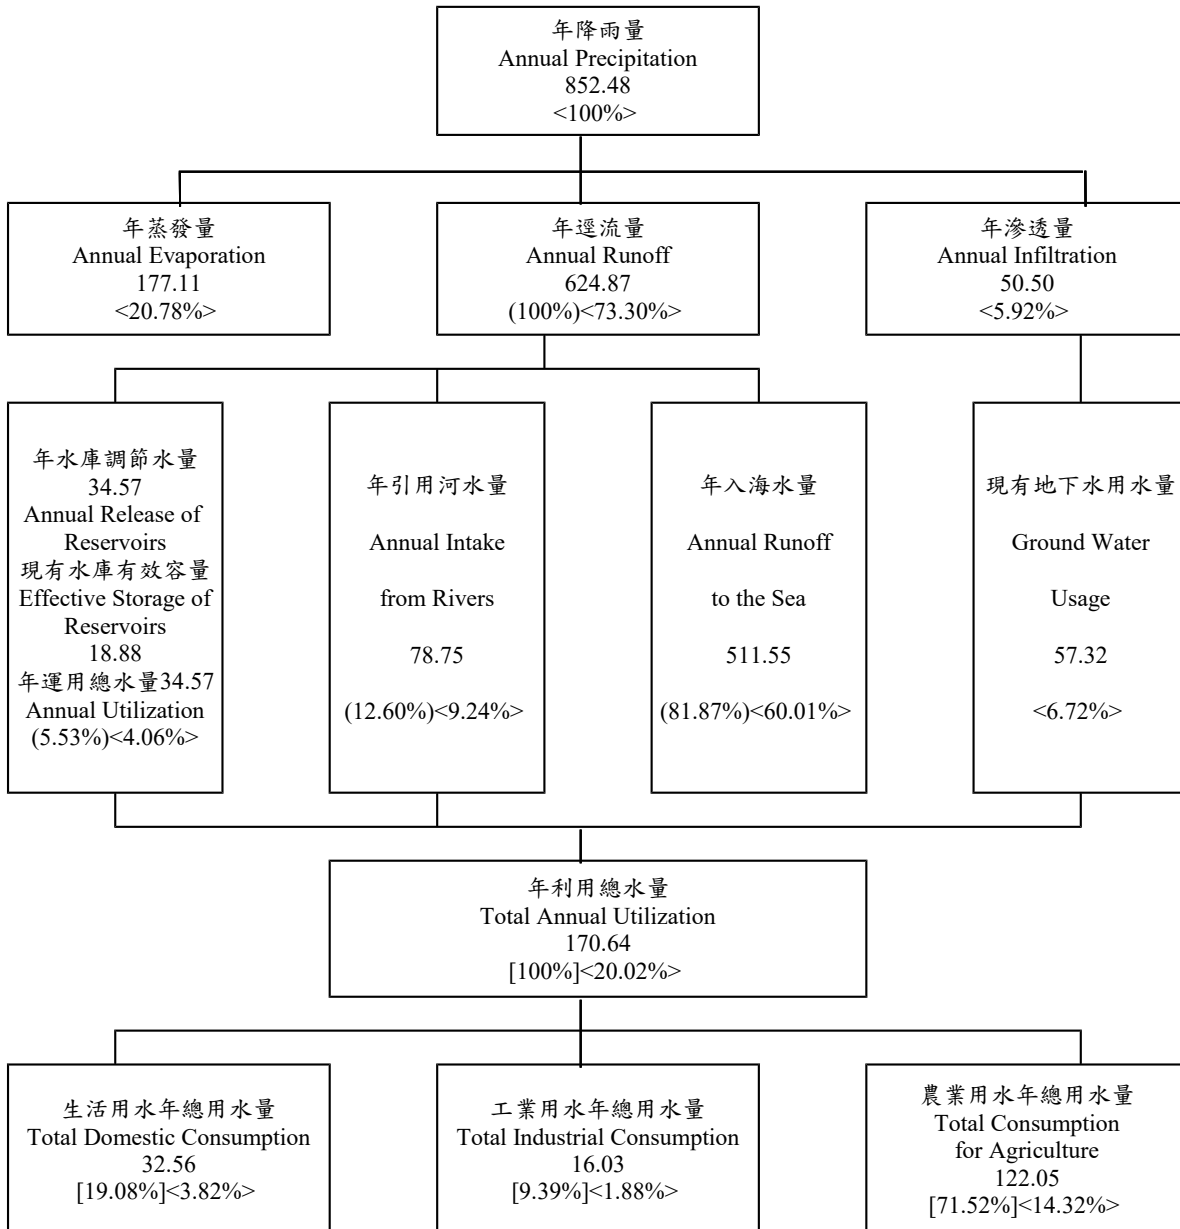 年降雨量
Annual Precipitation
852.48
<100%>
年蒸發量
Annual Evaporation
177.11
<20.78%>
年逕流量
Annual Runoff
624.87
(100%)<73.30%>
年滲透量
Annual Infiltration
50.50
<5.92%>
年水庫調節水量
34.57
Annual Release of
Reservoirs
現有水庫有效容量
Effective Storage of
Reservoirs
18.88
年運用總水量34.57
Annual Utilization
(5.53%)<4.06%>
年引用河水量
Annual Intake
from Rivers
78.75
(12.60%)<9.24%>
年入海水量
Annual Runoff
to the Sea
511.55
(81.87%)<60.01%>
現有地下水用水量
Ground Water
Usage
57.32
<6.72%>
年利用總水量
Total Annual Utilization
170.64
[100%]<20.02%>
生活用水年總用水量
Total Domestic Consumption
32.56
[19.08%]<3.82%>
工業用水年總用水量
Total Industrial Consumption
16.03
[9.39%]<1.88%>
農業用水年總用水量
Total Consumption
for Agriculture
122.05
[71.52%]<14.32%>